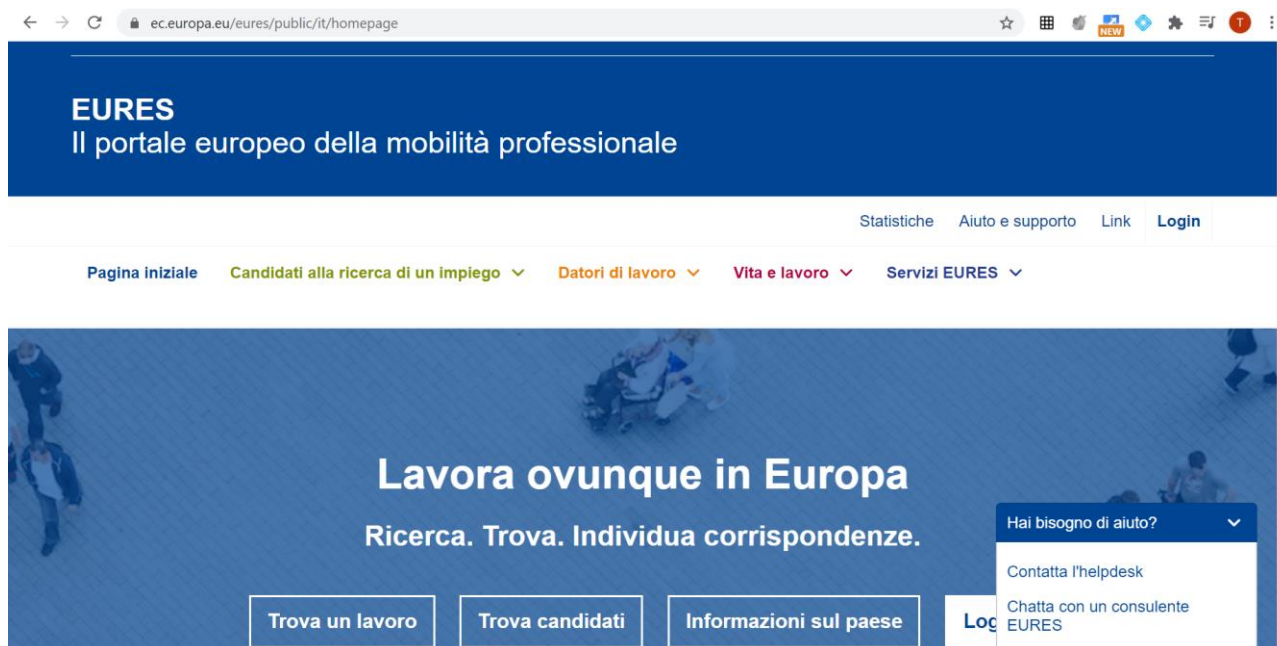 ec.europa.eu/eures/public/it/homepage
NEW
T
EURES
Il portale europeo della mobilità professionale
Statistiche Aiuto e supporto Link Login
Pagina iniziale Candidati alla ricerca di un impiego Datori di lavoro Vita e lavoro Servizi EURES
Lavora ovunque in Europa
Ricerca. Trova. Individua corrispondenze.
Trova un lavoro Trova candidati Informazioni sul paese
Hai bisogno di aiuto?
Contatta l'helpdesk
Chatta con un consulente
EURES